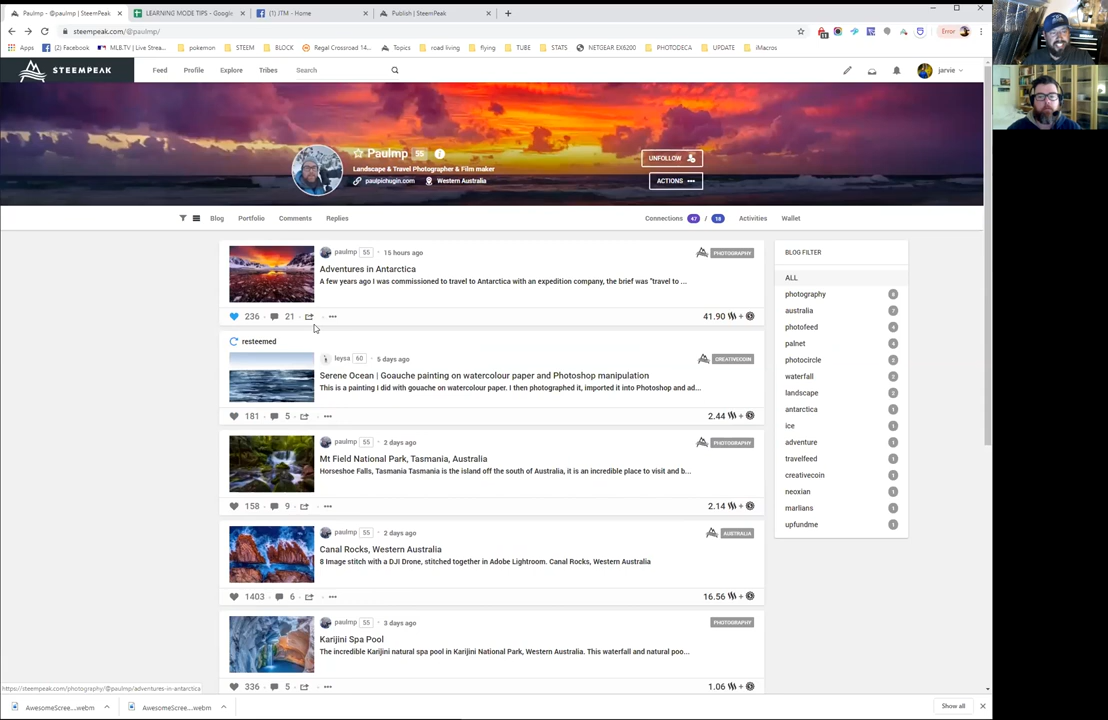 Paulmp - @paulmp | SteemPeak
LEARNING MODE TIPS - Google
(1) JTM - Home
Publish | SteemPeak
steempeak.com/@paulmp/
Error
Apps
(2) Facebook
MLB.TV | Live Strea...
pokemon
STEEM
BLOCK
Regal Crossroad 14...
Topics
road living
flying
TUBE
STATS
NETGEAR EX6200
PHOTODECA
UPDATE
iMacros
STEEMPEAK
Feed
Profile
Explore
Tribes
Search
jarvie
Paulmp 55
Landscape & Travel Photographer & Film maker
paulpichugin.com
Western Australia
UNFOLLOW
ACTIONS
Blog
Portfolio
Comments
Replies
Connections 47 / 18
Activities
Wallet
paulmp 55 · 15 hours ago
PHOTOGRAPHY
Adventures in Antarctica
A few years ago I was commissioned to travel to Antarctica with an expedition company, the brief was "travel to ...
236 · 21 ·
41.90 +
resteemed
leysa 60 · 5 days ago
CREATIVECOIN
Serene Ocean | Goauche painting on watercolour paper and Photoshop manipulation
This is a painting I did with gouache on watercolour paper. I then photographed it, imported it into Photoshop and ad...
181 · 5 ·
2.44 +
paulmp 55 · 2 days ago
PHOTOGRAPHY
Mt Field National Park, Tasmania, Australia
Horseshoe Falls, Tasmania Tasmania is the island off the south of Australia, it is an incredible place to visit and b...
158 · 9 ·
2.14 +
paulmp 55 · 2 days ago
AUSTRALIA
Canal Rocks, Western Australia
8 Image stitch with a DJI Drone, stitched together in Adobe Lightroom. Canal Rocks, Western Australia
1403 · 6 ·
16.56 +
paulmp 55 · 3 days ago
PHOTOGRAPHY
Karijini Spa Pool
The incredible Karijini natural spa pool in Karijini National Park, Western Australia. This waterfall and natural poo...
336 · 5 ·
1.06 +
BLOG FILTER
ALL
photography 8
australia 7
photofeed 4
palnet 4
photocircle
waterfall
landscape
antarctica 1
ice 1
adventure 1
travelfeed 1
creativecoin 1
neoxian 1
marlians 1
upfundme 1
https://steempeak.com/photography/@paulmp/adventures-in-antarctica
AwesomeScree....webm
AwesomeScree....webm
Show all